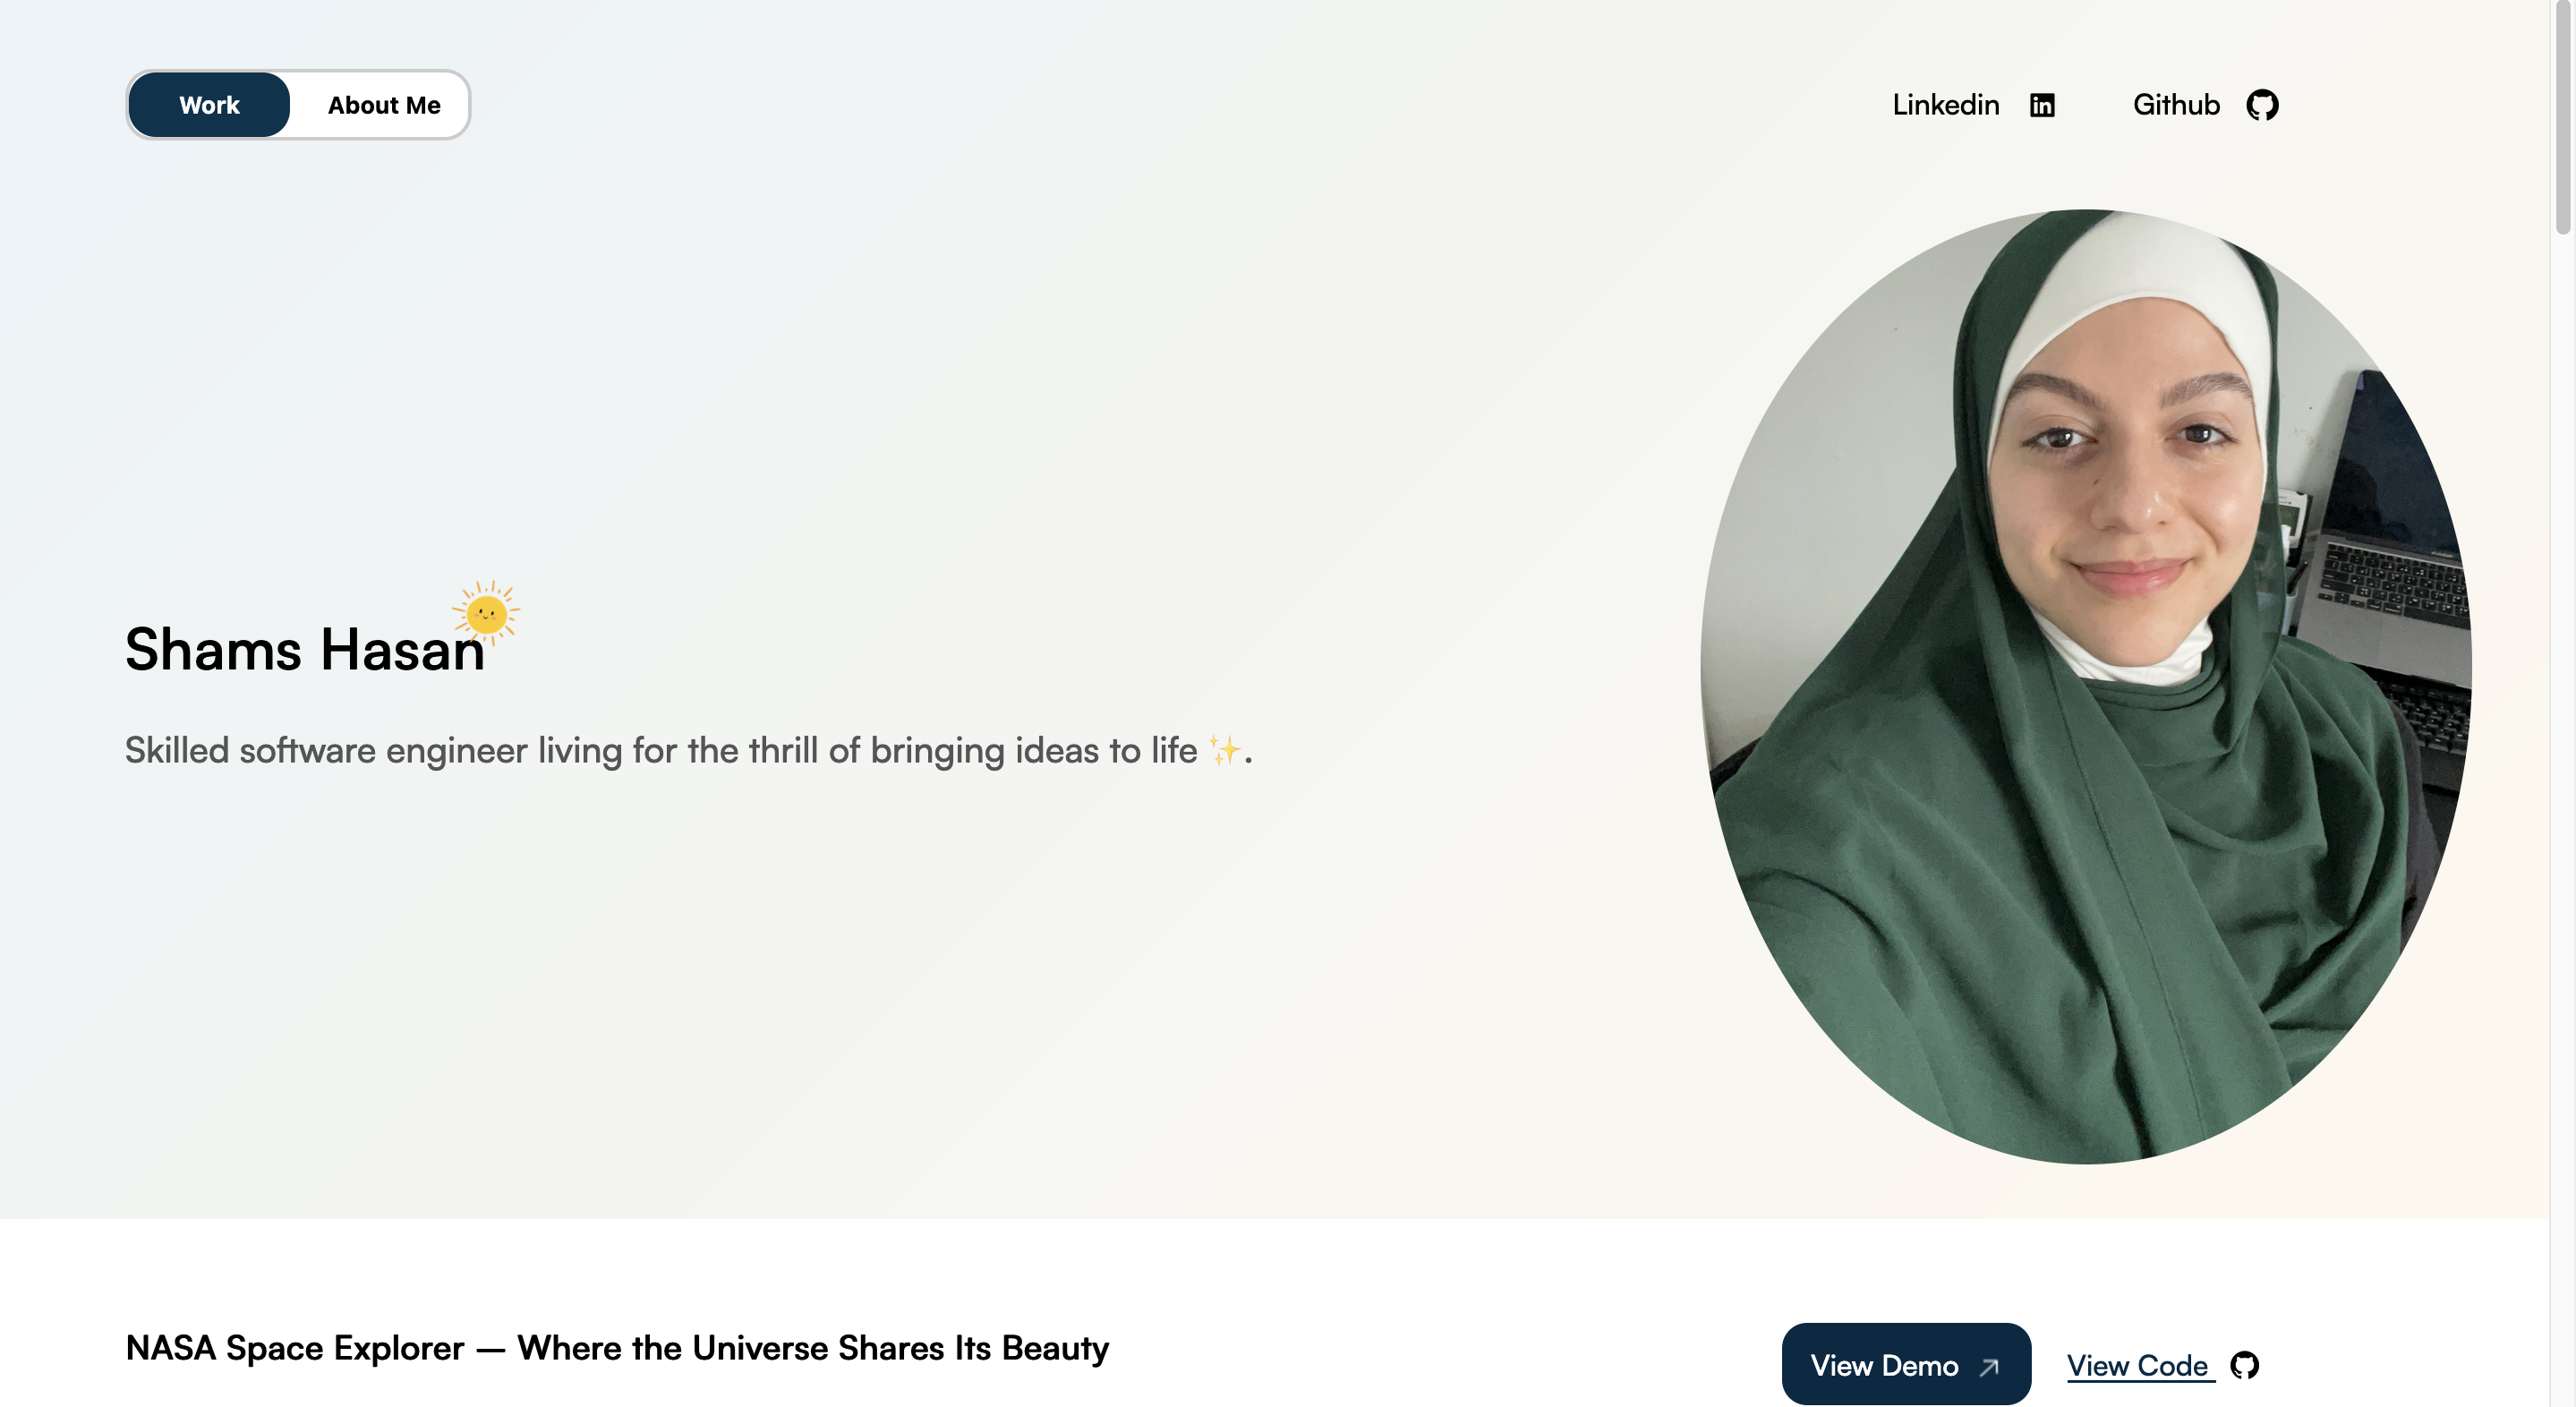 Work About Me Linkedin Github
Shams Hasan
Skilled software engineer living for the thrill of bringing ideas to life ✨.
NASA Space Explorer — Where the Universe Shares Its Beauty
View Demo View Code